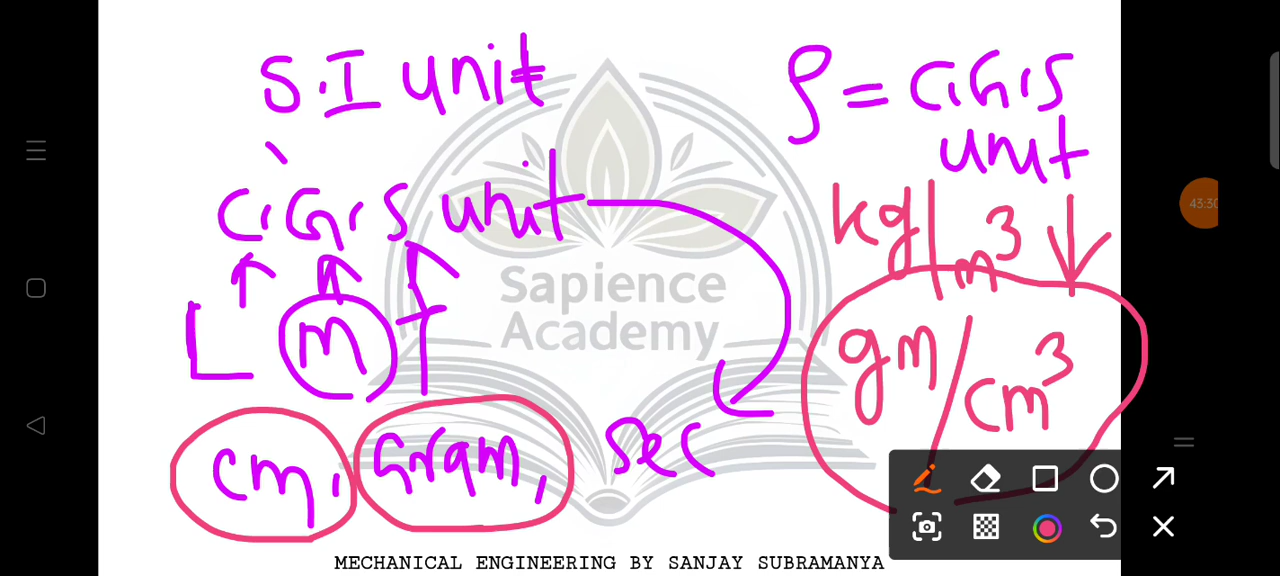 S.I unit
ρ = C.G.S
unit
C.G.S unit
kg/m³
L M T
gm/cm³
cm, Gram, Sec
Sapience
Academy
43:30
MECHANICAL ENGINEERING BY SANJAY SUBRAMANYA